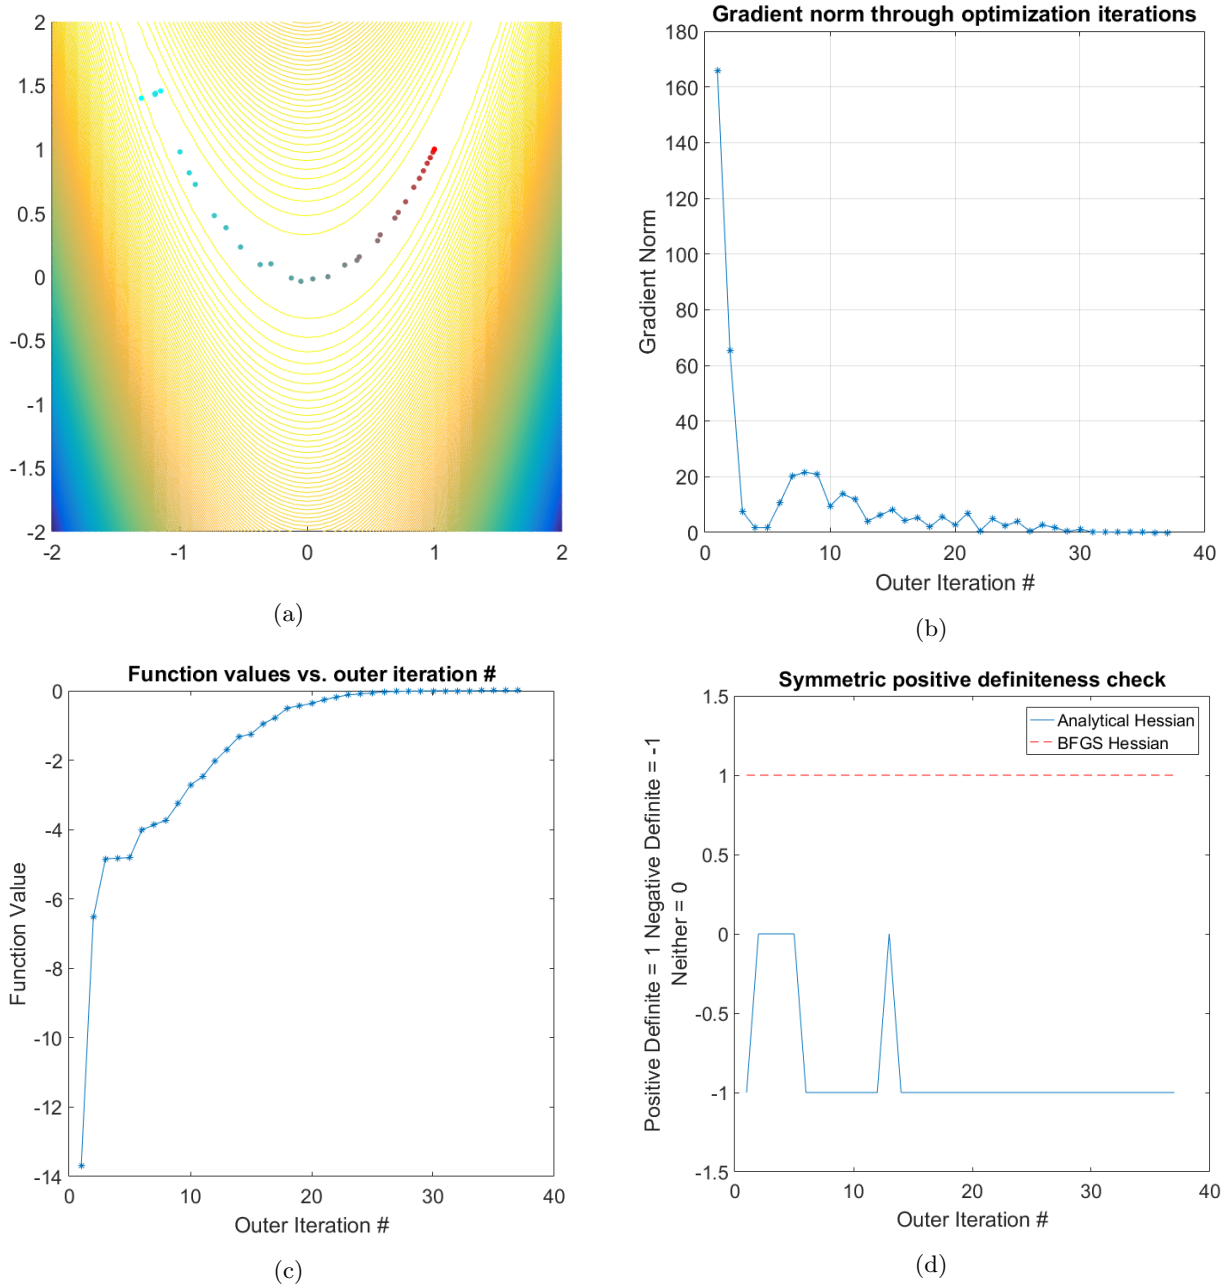 2
1.5
1
0.5
0
-0.5
-1
-1.5
-2
-2 -1 0 1 2
(a)
Gradient norm through optimization iterations
180
160
140
120
100
80
60
40
20
0
0 10 20 30 40
Gradient Norm
Outer Iteration #
(b)
Function values vs. outer iteration #
0
-2
-4
-6
-8
-10
-12
-14
0 10 20 30 40
Function Value
Outer Iteration #
(c)
Symmetric positive definiteness check
1.5
1
0.5
0
-0.5
-1
-1.5
0 10 20 30 40
Analytical Hessian
BFGS Hessian
Positive Definite = 1 Negative Definite = -1
Neither = 0
Outer Iteration #
(d)